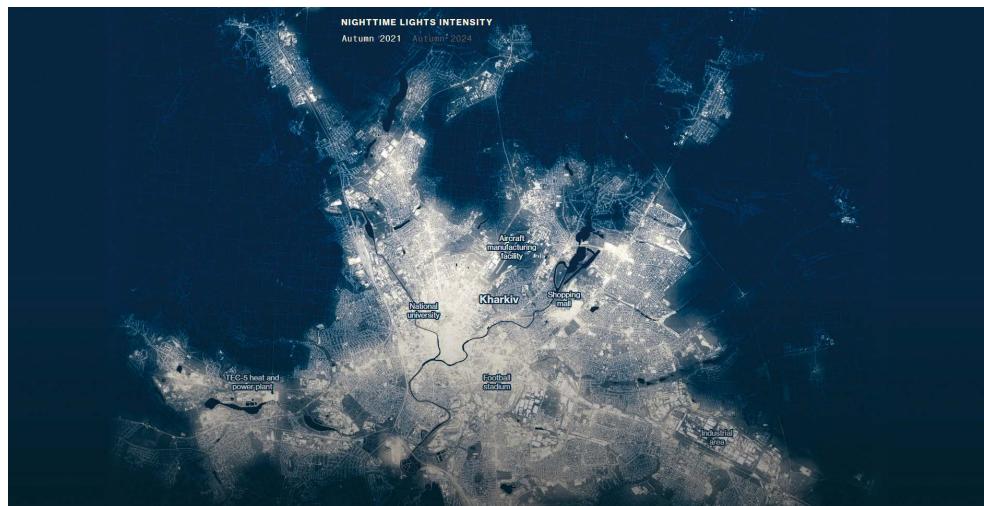 NIGHTTIME LIGHTS INTENSITY
Autumn 2021 Autumn 2024
Aircraft
manufacturing
facility
Kharkiv
Shopping
mall
National
university
TEC-5 heat and
power plant
Football
stadium
Industrial
area